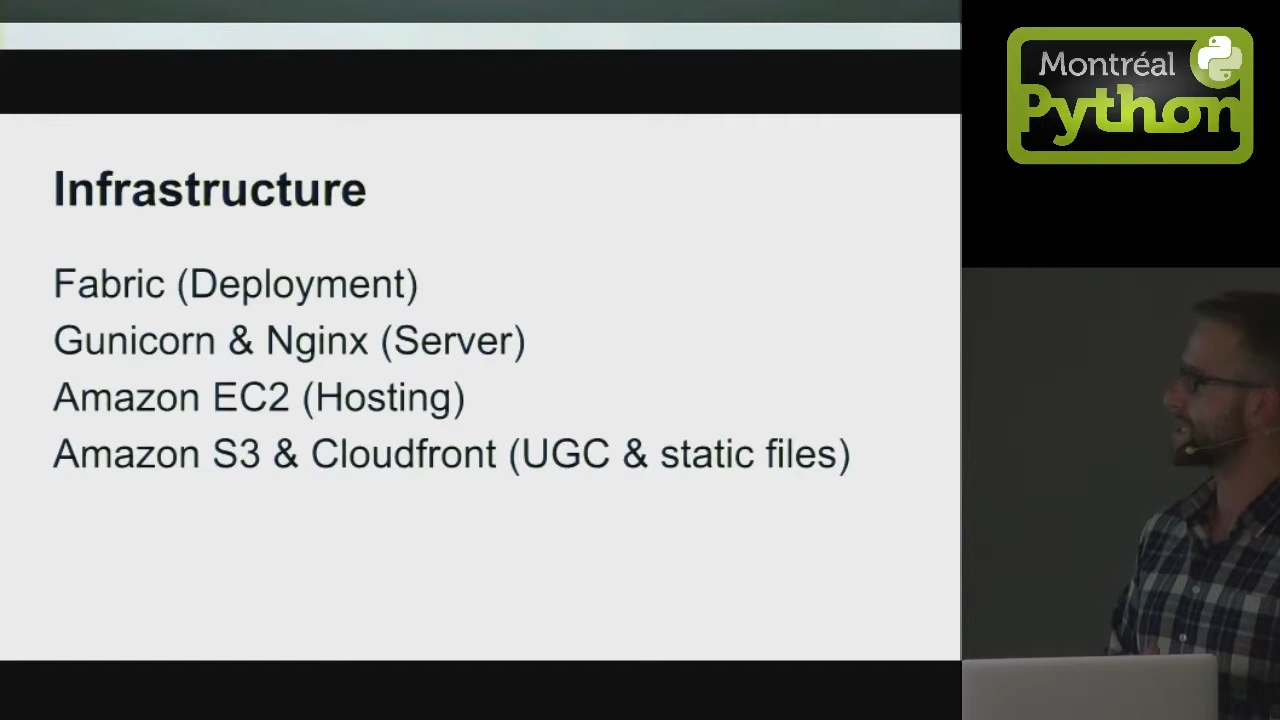 Infrastructure
Fabric (Deployment)
Gunicorn & Nginx (Server)
Amazon EC2 (Hosting)
Amazon S3 & Cloudfront (UGC & static files)
Montréal
Python